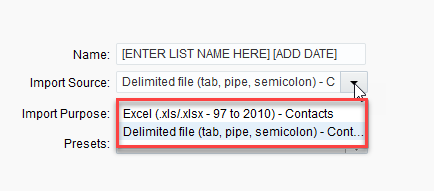 Name: [ENTER LIST NAME HERE] [ADD DATE]
Import Source: Delimited file (tab, pipe, semicolon) - C
Import Purpose:
Excel (.xls/.xlsx - 97 to 2010) - Contacts
Delimited file (tab, pipe, semicolon) - Cont...
Presets: